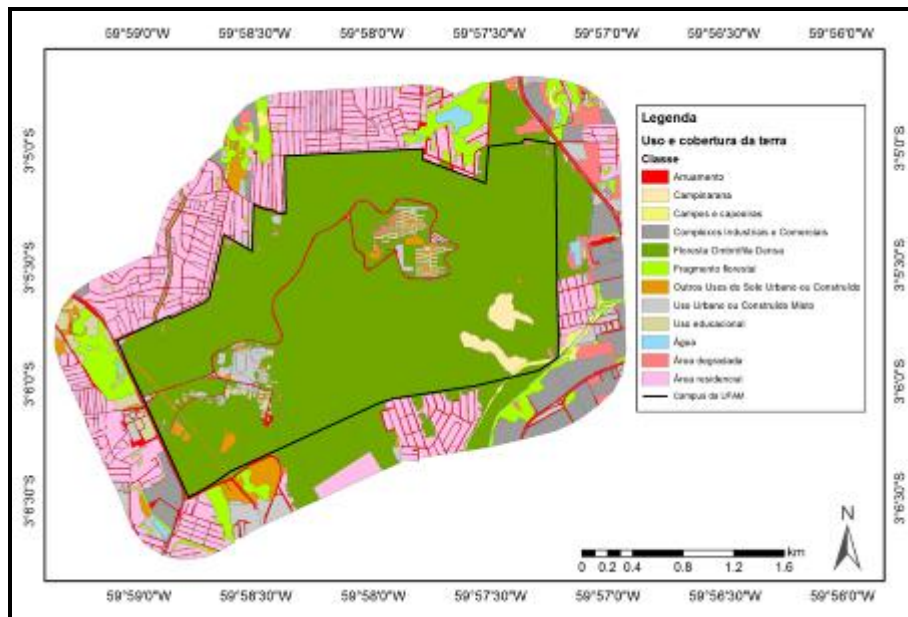 59°59'0"W 59°58'30"W 59°58'0"W 59°57'30"W 59°57'0"W 59°56'30"W 59°56'0"W
3°5'0"S
3°5'30"S
3°6'0"S
3°6'30"S
Legenda
Uso e cobertura da terra
Classe
Arruamento
Campinarana
Campos e capoeiras
Complexos Industriais e Comerciais
Floresta Ombrófila Densa
Fragmento florestal
Outros Usos do Solo Urbano ou Construído
Uso Urbano ou Construído Misto
Uso educacional
Água
Área degradada
Área residencial
Campus da UFAM
3°5'0"S
3°5'30"S
3°6'0"S
3°6'30"S
N
km
0 0.2 0.4 0.8 1.2 1.6
59°59'0"W 59°58'30"W 59°58'0"W 59°57'30"W 59°57'0"W 59°56'30"W 59°56'0"W